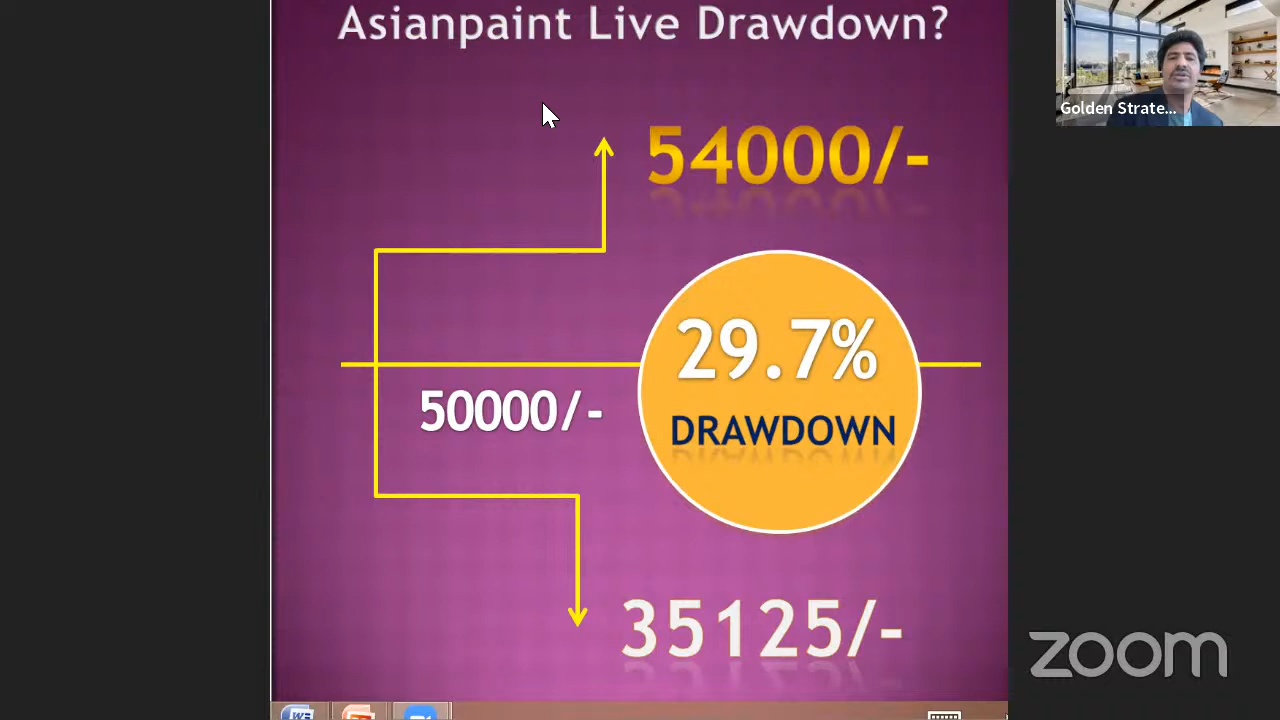 Asianpaint Live Drawdown?
Golden Strate...
54000/-
29.7%
50000/-
DRAWDOWN
35125/-
zoom